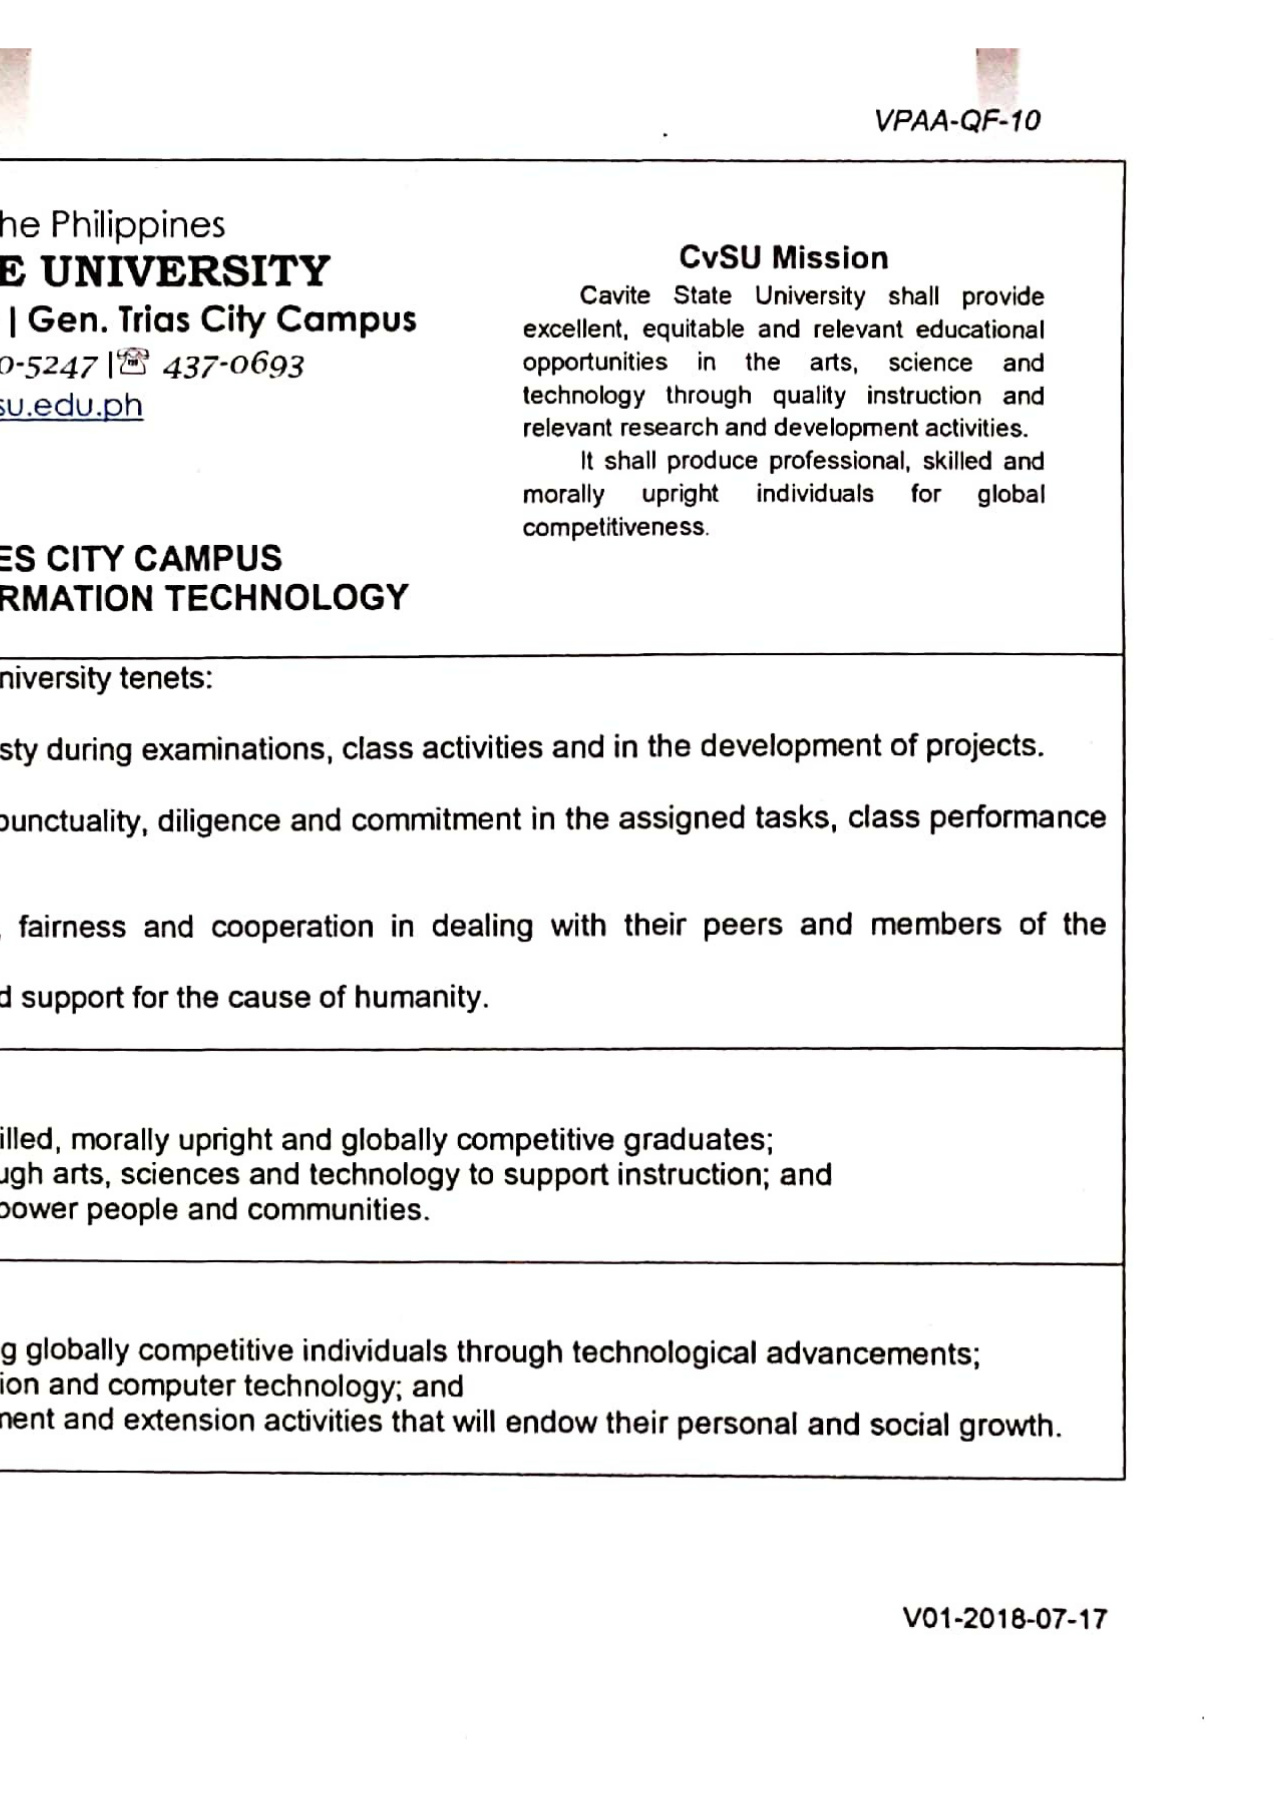 VPAA-QF-10
he Philippines
E UNIVERSITY
| Gen. Trias City Campus
0-5247 |☏ 437-0693
su.edu.ph
CvSU Mission
Cavite State University shall provide
excellent, equitable and relevant educational
opportunities in the arts, science and
technology through quality instruction and
relevant research and development activities.
It shall produce professional, skilled and
morally upright individuals for global
competitiveness.
ES CITY CAMPUS
RMATION TECHNOLOGY
niversity tenets:
sty during examinations, class activities and in the development of projects.
punctuality, diligence and commitment in the assigned tasks, class performance
, fairness and cooperation in dealing with their peers and members of the
d support for the cause of humanity.
illed, morally upright and globally competitive graduates;
ugh arts, sciences and technology to support instruction; and
power people and communities.
g globally competitive individuals through technological advancements;
ion and computer technology; and
ment and extension activities that will endow their personal and social growth.
V01-2018-07-17